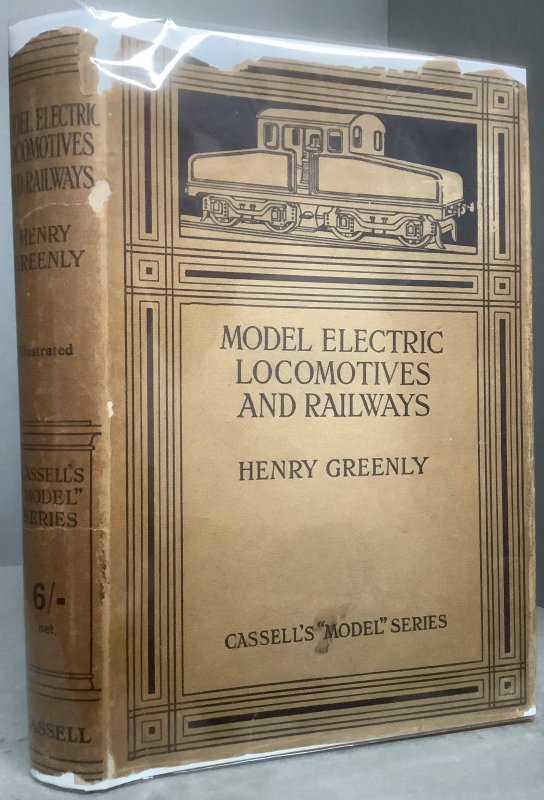 MODEL ELECTRIC
LOCOMOTIVES
AND RAILWAYS
HENRY GREENLY
CASSELL'S "MODEL" SERIES
MODEL ELECTRIC
LOCOMOTIVES
AND RAILWAYS
HENRY
GREENLY
Illustrated
CASSELL'S
"MODEL"
SERIES
6/-
net.
CASSELL